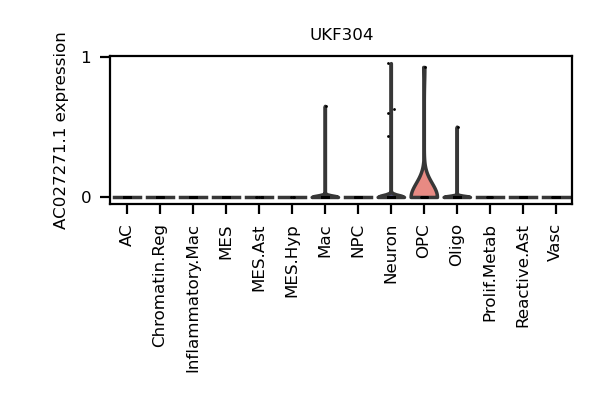 UKF304
AC027271.1 expression
1
0
AC
Chromatin.Reg
Inflammatory.Mac
MES
MES.Ast
MES.Hyp
Mac
NPC
Neuron
OPC
Oligo
Prolif.Metab
Reactive.Ast
Vasc